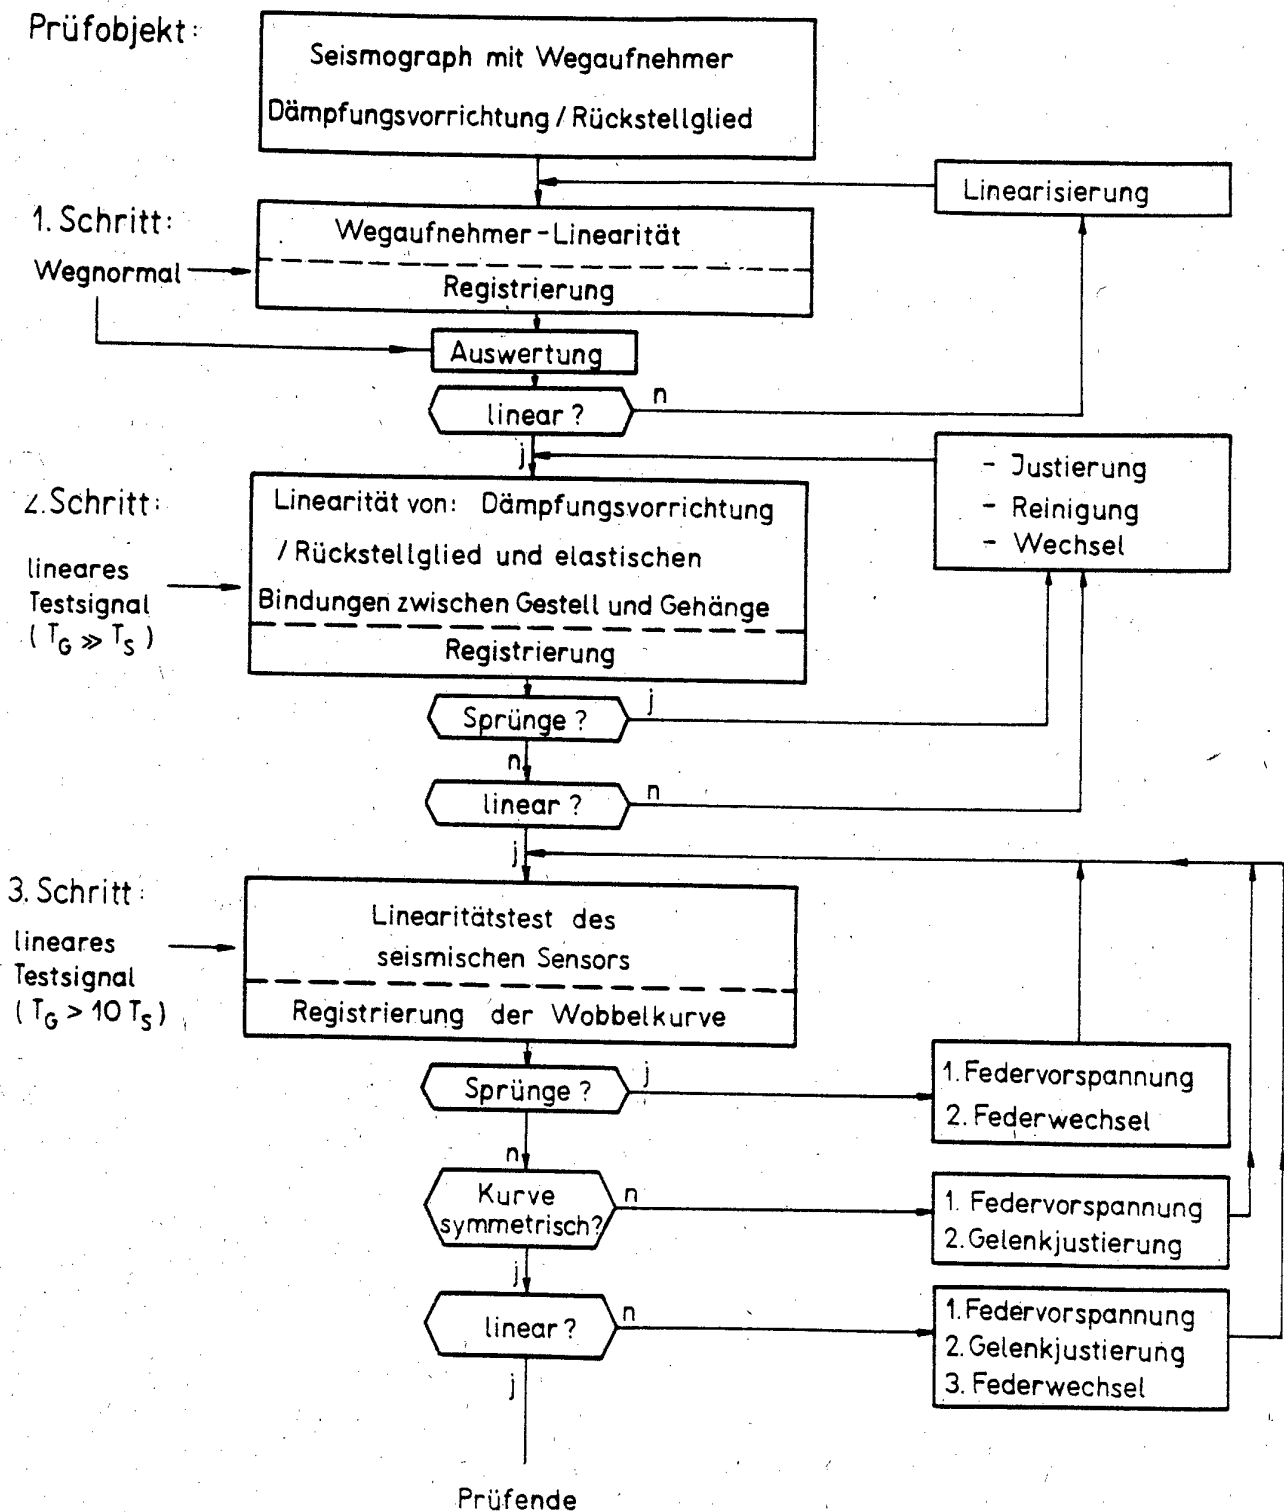 Prüfobjekt:
Seismograph mit Wegaufnehmer
Dämpfungsvorrichtung / Rückstellglied
Linearisierung
1. Schritt:
Wegnormal
Wegaufnehmer-Linearität
Registrierung
Auswertung
linear ?
n
j
- Justierung
- Reinigung
- Wechsel
2. Schritt:
lineares
Testsignal
( T_G ≫ T_S )
Linearität von: Dämpfungsvorrichtung
/ Rückstellglied und elastischen
Bindungen zwischen Gestell und Gehänge
Registrierung
Sprünge ?
j
n
linear ?
n
j
3. Schritt:
lineares
Testsignal
( T_G > 10 T_S )
Linearitätstest des
seismischen Sensors
Registrierung der Wobbelkurve
Sprünge ?
j
1. Federvorspannung
2. Federwechsel
n
Kurve
symmetrisch?
n
1. Federvorspannung
2. Gelenkjustierung
j
linear ?
n
1. Federvorspannung
2. Gelenkjustierung
3. Federwechsel
j
Prüfende